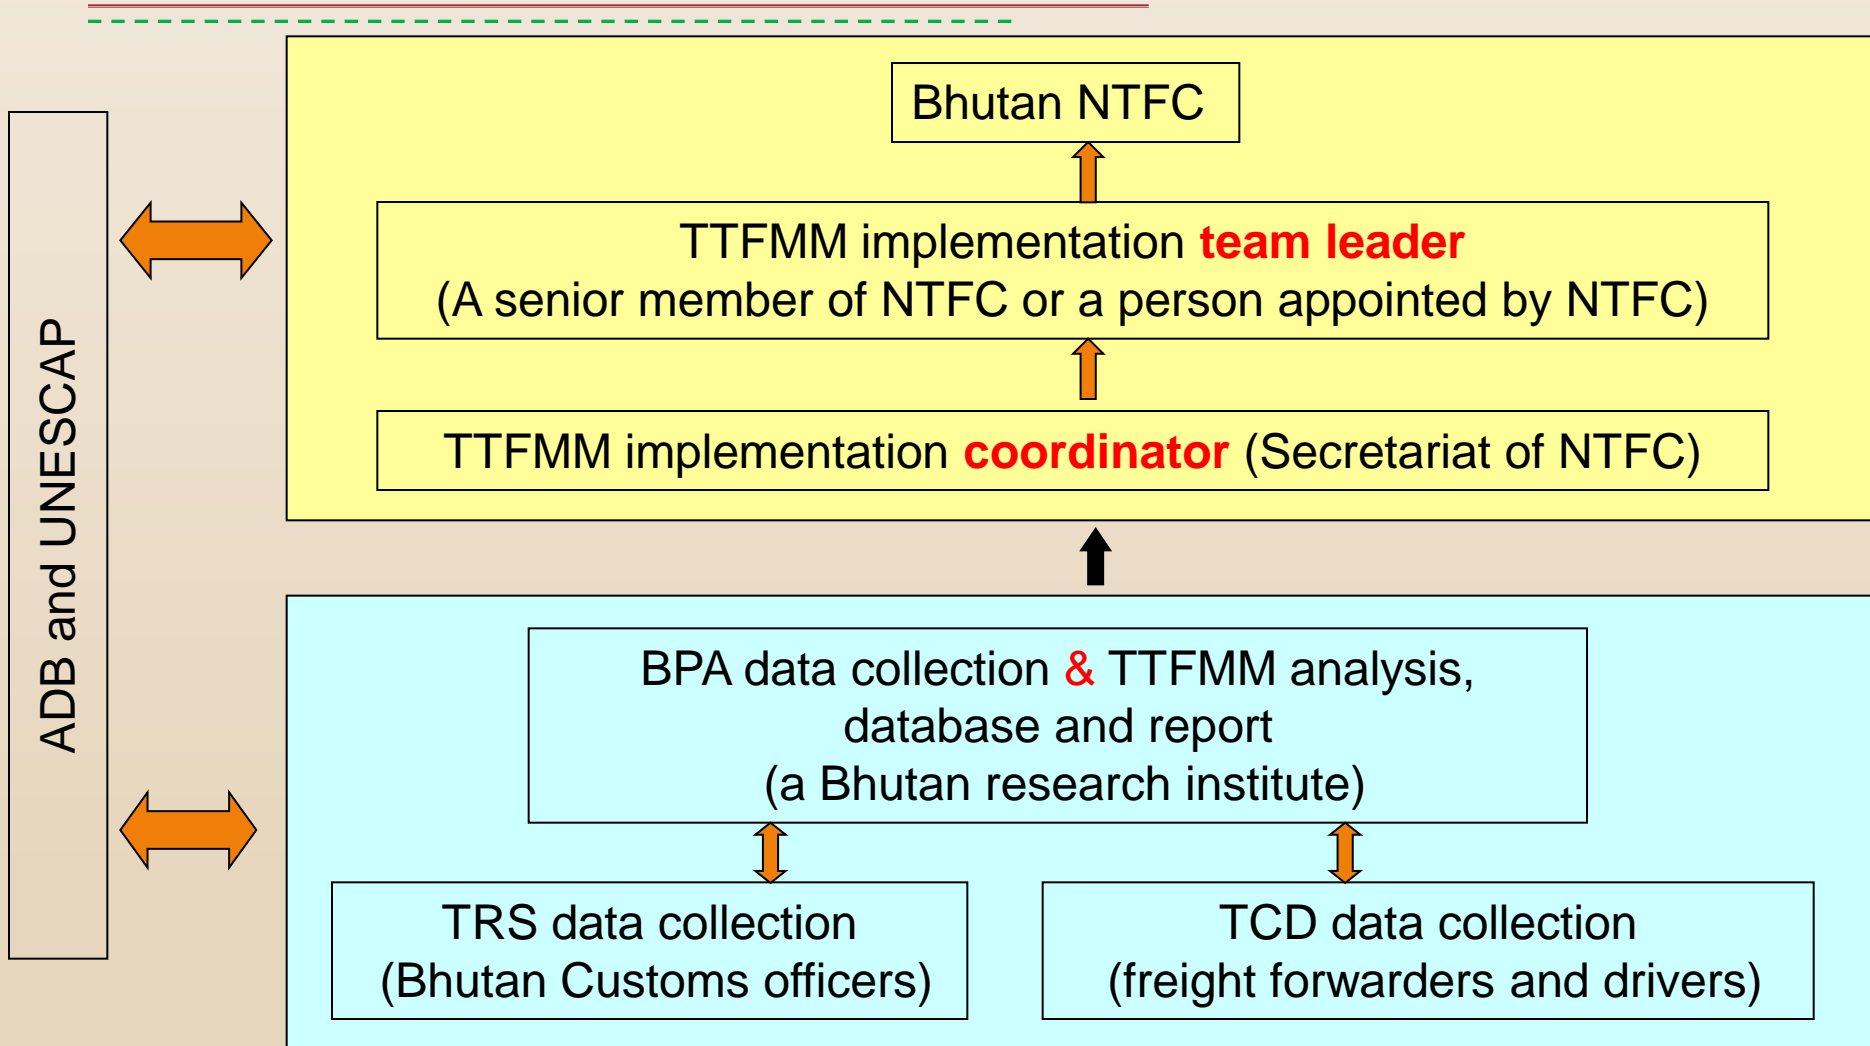 Bhutan NTFC
TTFMM implementation team leader
(A senior member of NTFC or a person appointed by NTFC)
TTFMM implementation coordinator (Secretariat of NTFC)
ADB and UNESCAP
BPA data collection & TTFMM analysis,
database and report
(a Bhutan research institute)
TRS data collection
(Bhutan Customs officers)
TCD data collection
(freight forwarders and drivers)